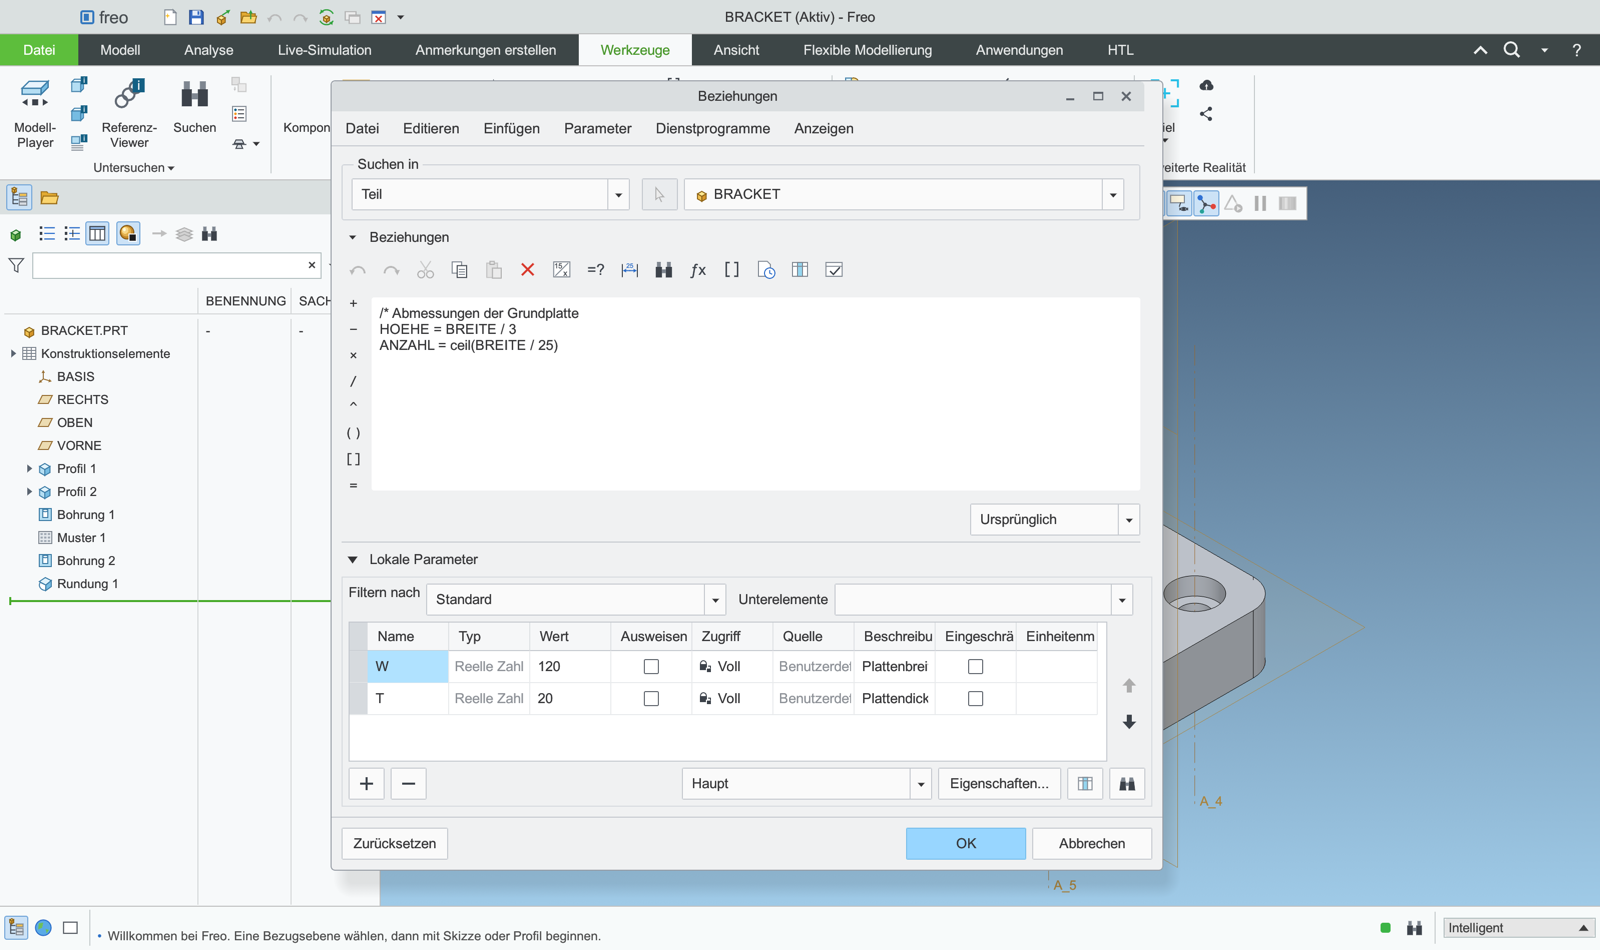 freo
BRACKET (Aktiv) - Freo
Datei
Modell
Analyse
Live-Simulation
Anmerkungen erstellen
Werkzeuge
Ansicht
Flexible Modellierung
Anwendungen
HTL
?
Modell-
Player
Referenz-
Viewer
Suchen
Untersuchen
Kompon
iel
eiterte Realität
BENENNUNG
SACH
BRACKET.PRT
-
-
Konstruktionselemente
BASIS
RECHTS
OBEN
VORNE
Profil 1
Profil 2
Bohrung 1
Muster 1
Bohrung 2
Rundung 1
Beziehungen
Datei
Editieren
Einfügen
Parameter
Dienstprogramme
Anzeigen
Suchen in
Teil
BRACKET
Beziehungen
=?
ƒx
[ ]
+
−
×
/
^
( )
[ ]
=
/* Abmessungen der Grundplatte
HOEHE = BREITE / 3
ANZAHL = ceil(BREITE / 25)
Ursprünglich
Lokale Parameter
Filtern nach
Standard
Unterelemente
Name
Typ
Wert
Ausweisen
Zugriff
Quelle
Beschreibu
Eingeschrä
Einheitenm
W
Reelle Zahl
120
Voll
Benutzerdef
Plattenbrei
T
Reelle Zahl
20
Voll
Benutzerdef
Plattendick
Haupt
Eigenschaften...
Zurücksetzen
OK
Abbrechen
A_4
A_5
• Willkommen bei Freo. Eine Bezugsebene wählen, dann mit Skizze oder Profil beginnen.
Intelligent